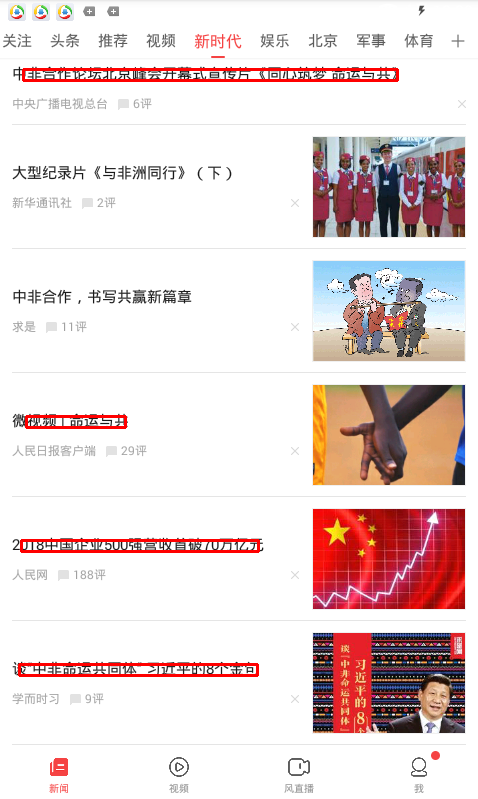 关注 头条 推荐 视频 新时代 娱乐 北京 军事 体育
中非合作论坛北京峰会开幕式宣传片《同心筑梦 命运与共》
中央广播电视总台 6评
大型纪录片《与非洲同行》（下）
新华通讯社 2评
中非合作，书写共赢新篇章
求是 11评
微视频 | 命运与共
人民日报客户端 29评
2018中国企业500强营收首破70万亿元
人民网 188评
谈“中非命运共同体” 习近平的8个金句
学而时习 9评
习近平的8个
谈“中非命运共同体”
新闻 视频 风直播 我